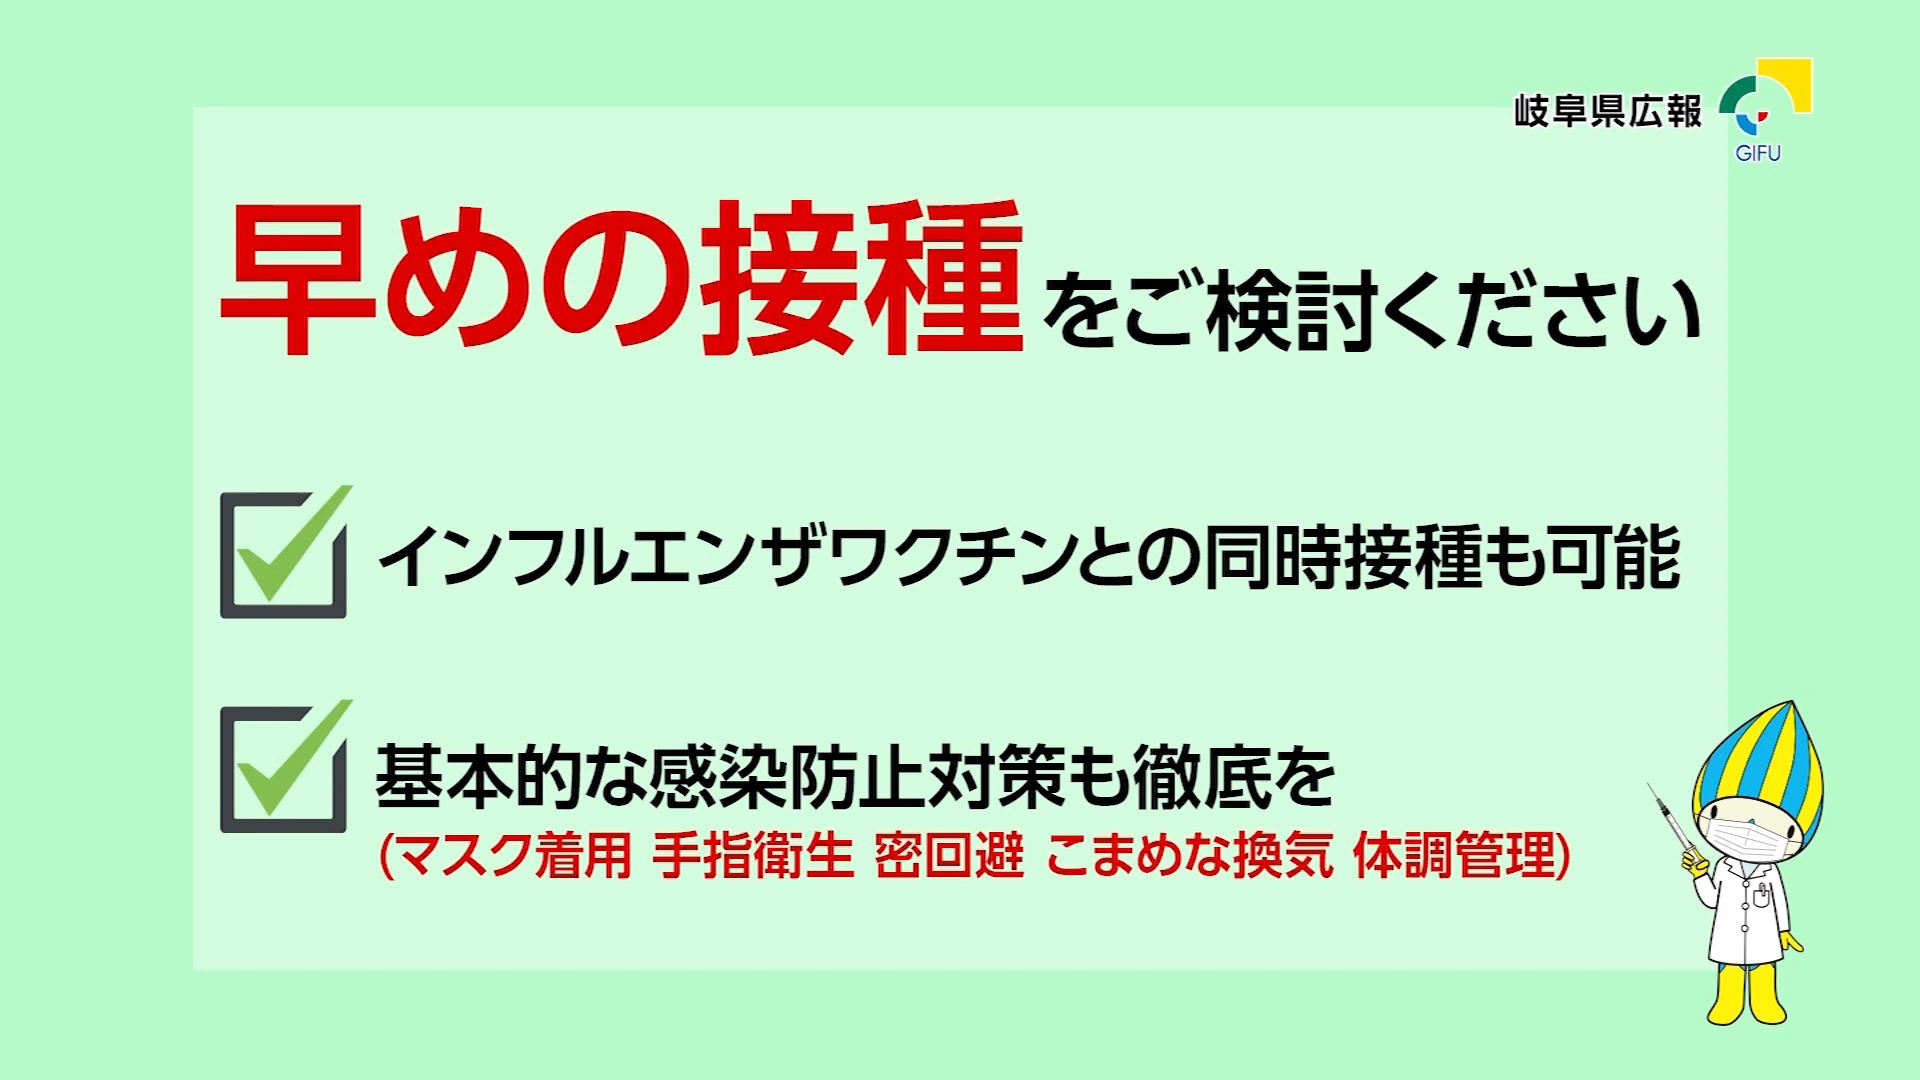 岐阜県広報
GIFU
早めの接種をご検討ください
インフルエンザワクチンとの同時接種も可能
基本的な感染防止対策も徹底を
(マスク着用 手指衛生 密回避 こまめな換気 体調管理)